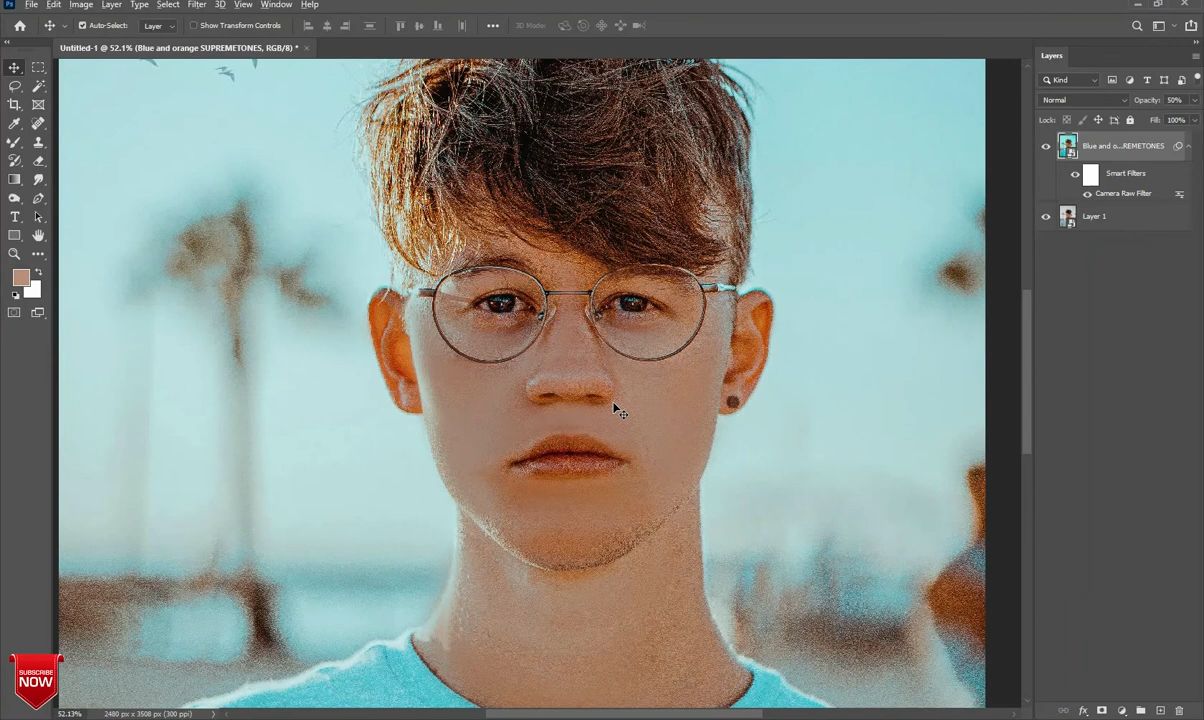 File Edit Image Layer Type Select Filter 3D View Window Help
Auto-Select: Layer Show Transform Controls 3D Mode:
Untitled-1 @ 52.1% (Blue and orange SUPREMETONES, RGB/8) *
Layers
Kind
Normal Opacity: 50%
Lock: Fill: 100%
Blue and o...REMETONES
Smart Filters
Camera Raw Filter
Layer 1
SUBSCRIBE
NOW
52.13% 2480 px x 3508 px (300 ppi)